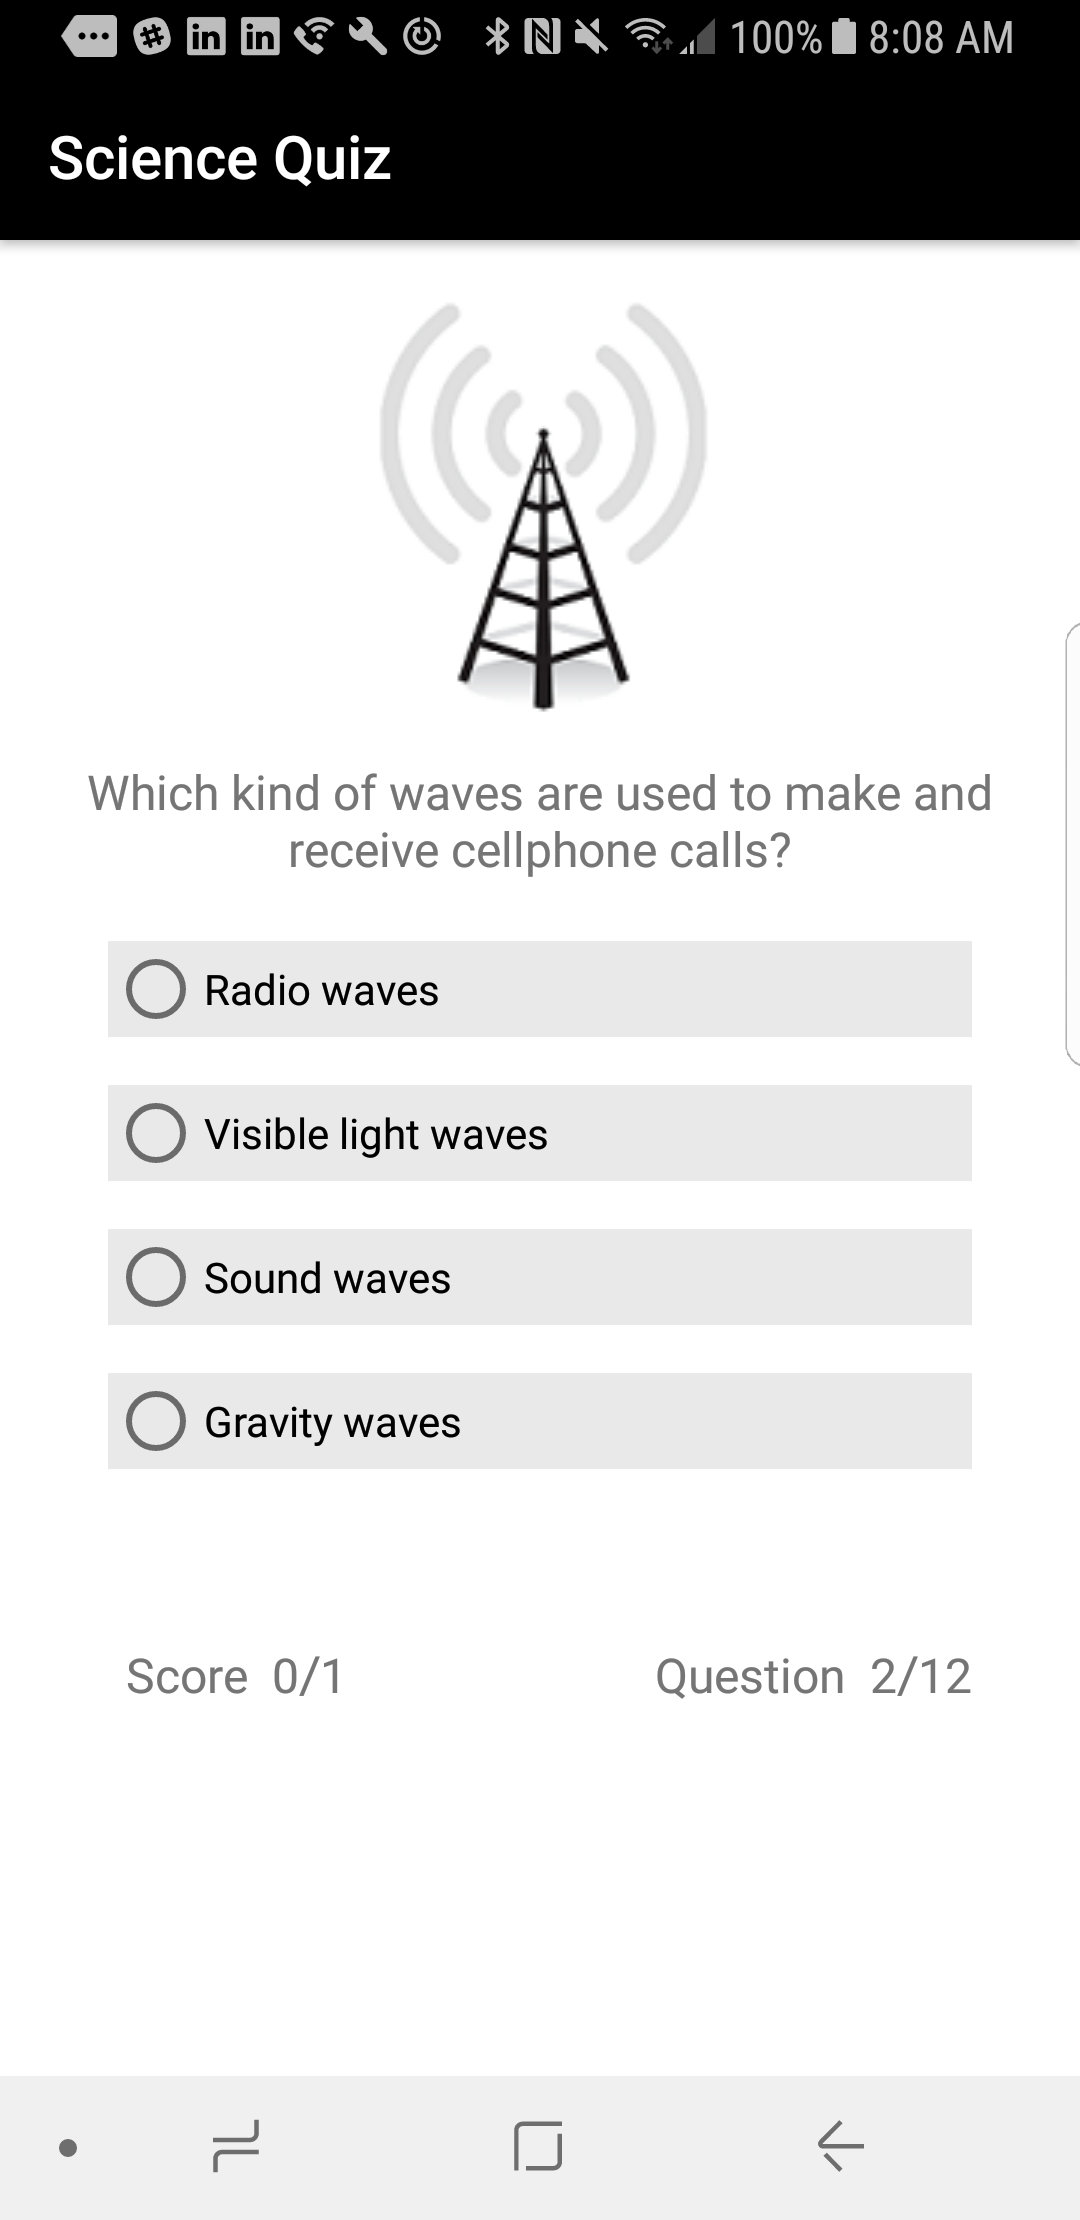 100% 8:08 AM
Science Quiz
Which kind of waves are used to make and
receive cellphone calls?
Radio waves
Visible light waves
Sound waves
Gravity waves
Score 0/1 Question 2/12